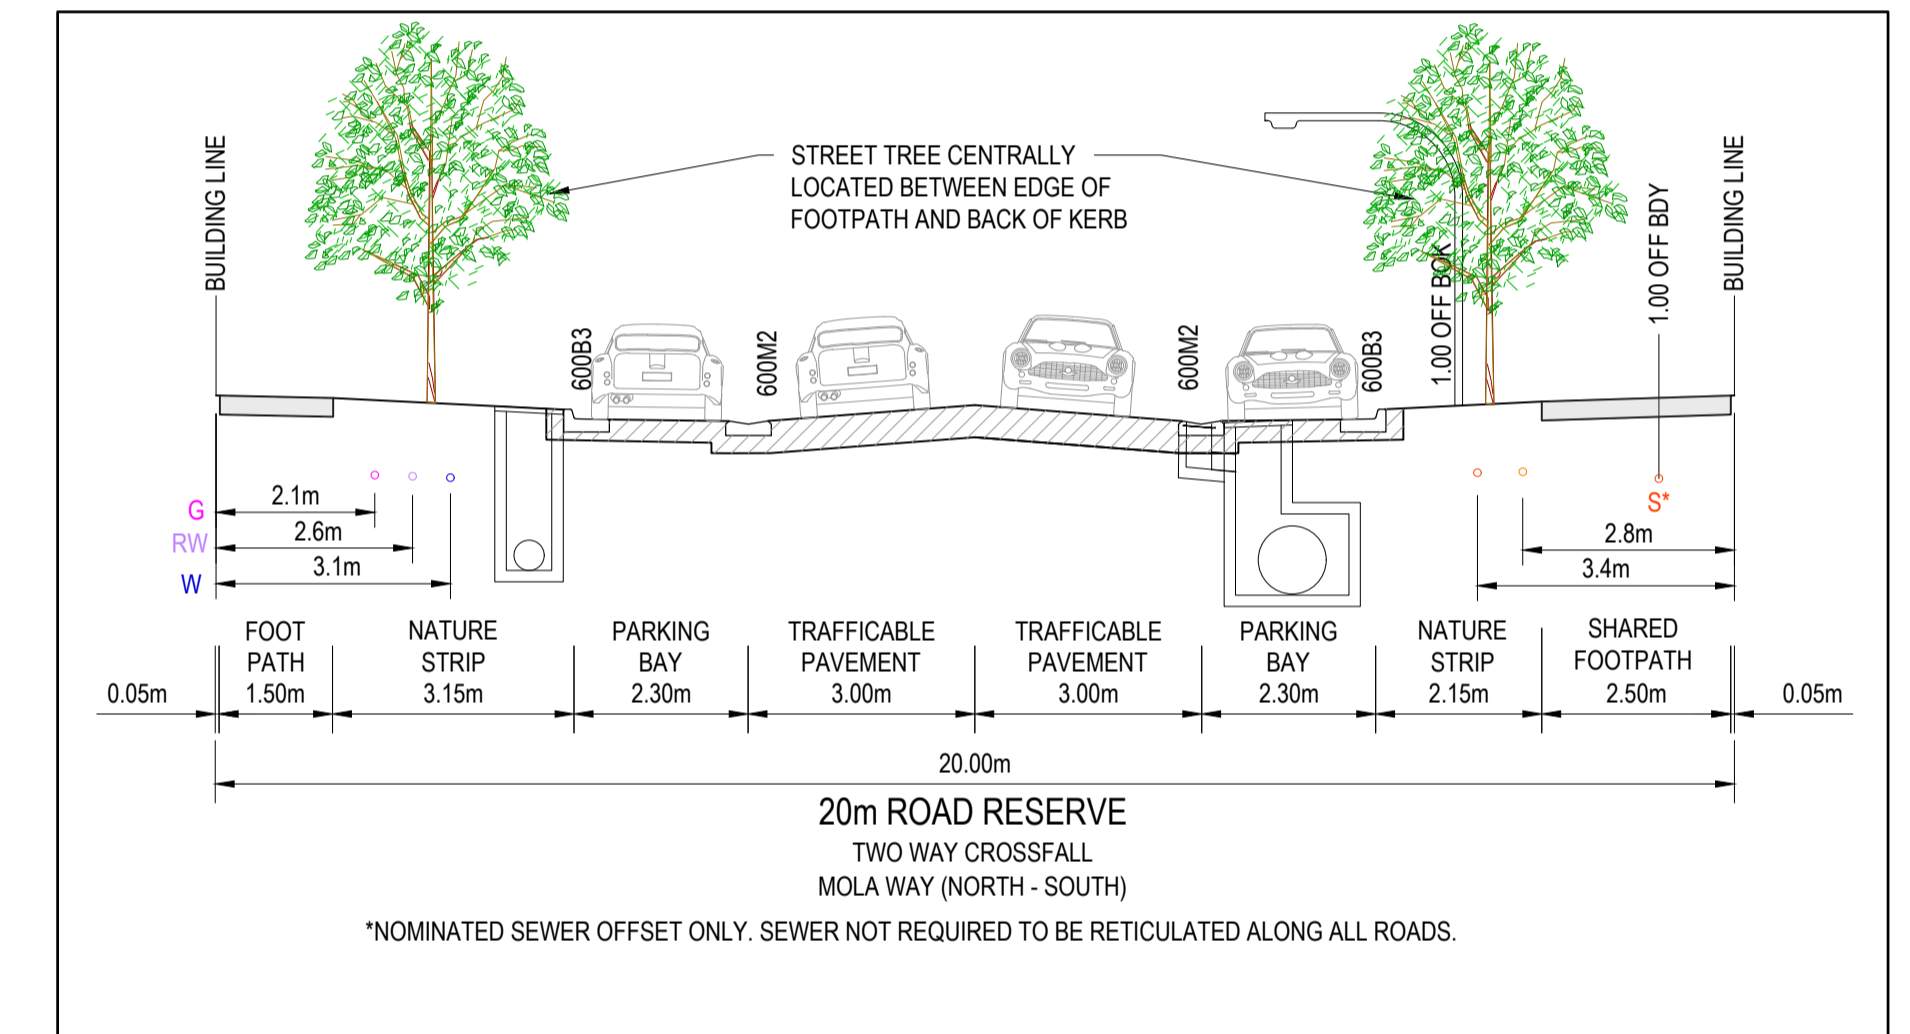 BUILDING LINE
STREET TREE CENTRALLY
LOCATED BETWEEN EDGE OF
FOOTPATH AND BACK OF KERB
1.00 OFF BOK
1.00 OFF BDY
BUILDING LINE
600B3
600M2
600M2
600B3
G
2.1m
RW
2.6m
W
3.1m
S*
2.8m
3.4m
FOOT
PATH
1.50m
NATURE
STRIP
3.15m
PARKING
BAY
2.30m
TRAFFICABLE
PAVEMENT
3.00m
TRAFFICABLE
PAVEMENT
3.00m
PARKING
BAY
2.30m
NATURE
STRIP
2.15m
SHARED
FOOTPATH
2.50m
0.05m
0.05m
20.00m
20m ROAD RESERVE
TWO WAY CROSSFALL
MOLA WAY (NORTH - SOUTH)
*NOMINATED SEWER OFFSET ONLY. SEWER NOT REQUIRED TO BE RETICULATED ALONG ALL ROADS.